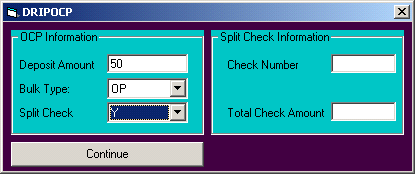 DRIPOCP
OCP Information
Deposit Amount 50
Bulk Type: OP
Split Check Y
Split Check Information
Check Number
Total Check Amount
Continue